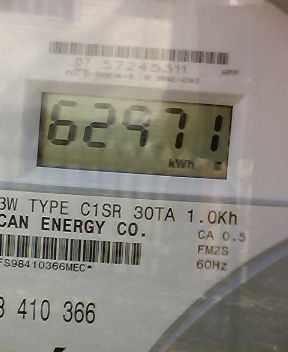 07 57245311
62971
kWh
3W TYPE C1SR 30TA 1.0Kh
CAN ENERGY CO.
CA 0.5
FM2S
60Hz
FS98410366MEC*
3 410 366